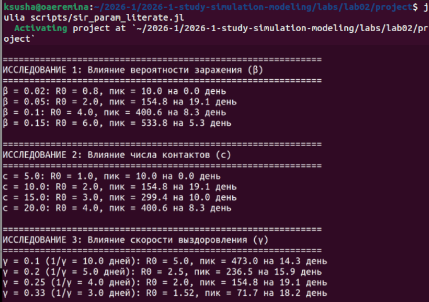 ksusha@oaeremina:~/2026-1/2026-1-study-simulation-modeling/labs/lab02/project$ j
ulia scripts/sir_param_literate.jl
  Activating project at `~/2026-1/2026-1-study-simulation-modeling/labs/lab02/pr
oject`
============================================================
ИССЛЕДОВАНИЕ 1: Влияние вероятности заражения (β)
============================================================
β = 0.02: R0 = 0.8, пик = 10.0 на 0.0 день
β = 0.05: R0 = 2.0, пик = 154.8 на 19.1 день
β = 0.1: R0 = 4.0, пик = 400.6 на 8.3 день
β = 0.15: R0 = 6.0, пик = 533.8 на 5.3 день
============================================================
ИССЛЕДОВАНИЕ 2: Влияние числа контактов (c)
============================================================
c = 5.0: R0 = 1.0, пик = 10.0 на 0.0 день
c = 10.0: R0 = 2.0, пик = 154.8 на 19.1 день
c = 15.0: R0 = 3.0, пик = 299.4 на 10.0 день
c = 20.0: R0 = 4.0, пик = 400.6 на 8.3 день
============================================================
ИССЛЕДОВАНИЕ 3: Влияние скорости выздоровления (γ)
============================================================
γ = 0.1 (1/γ = 10.0 дней): R0 = 5.0, пик = 473.0 на 14.3 день
γ = 0.2 (1/γ = 5.0 дней): R0 = 2.5, пик = 236.5 на 15.9 день
γ = 0.25 (1/γ = 4.0 дней): R0 = 2.0, пик = 154.8 на 19.1 день
γ = 0.33 (1/γ = 3.0 дней): R0 = 1.52, пик = 71.7 на 18.2 день